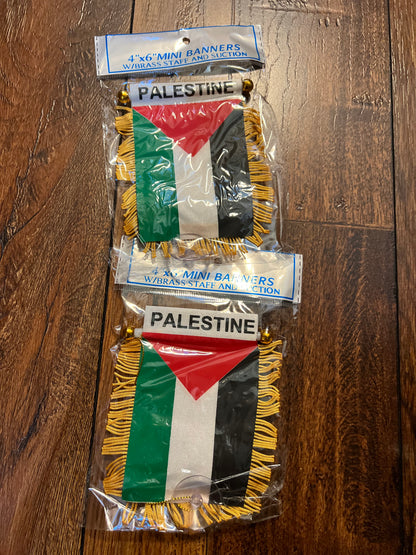 4"x6" MINI BANNERS
W/BRASS STAFF AND SUCTION
PALESTINE
4"x6" MINI BANNERS
W/BRASS STAFF AND SUCTION
PALESTINE